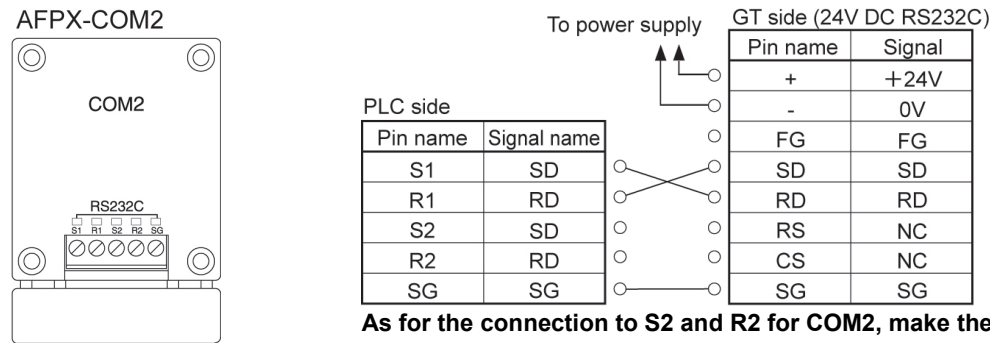 AFPX-COM2
COM2
RS232C
S1 R1 S2 R2 SG
To power supply
GT side (24V DC RS232C)
Pin name Signal
+ +24V
- 0V
FG FG
SD SD
RD RD
RS NC
CS NC
SG SG
PLC side
Pin name Signal name
S1 SD
R1 RD
S2 SD
R2 RD
SG SG
As for the connection to S2 and R2 for COM2, make the